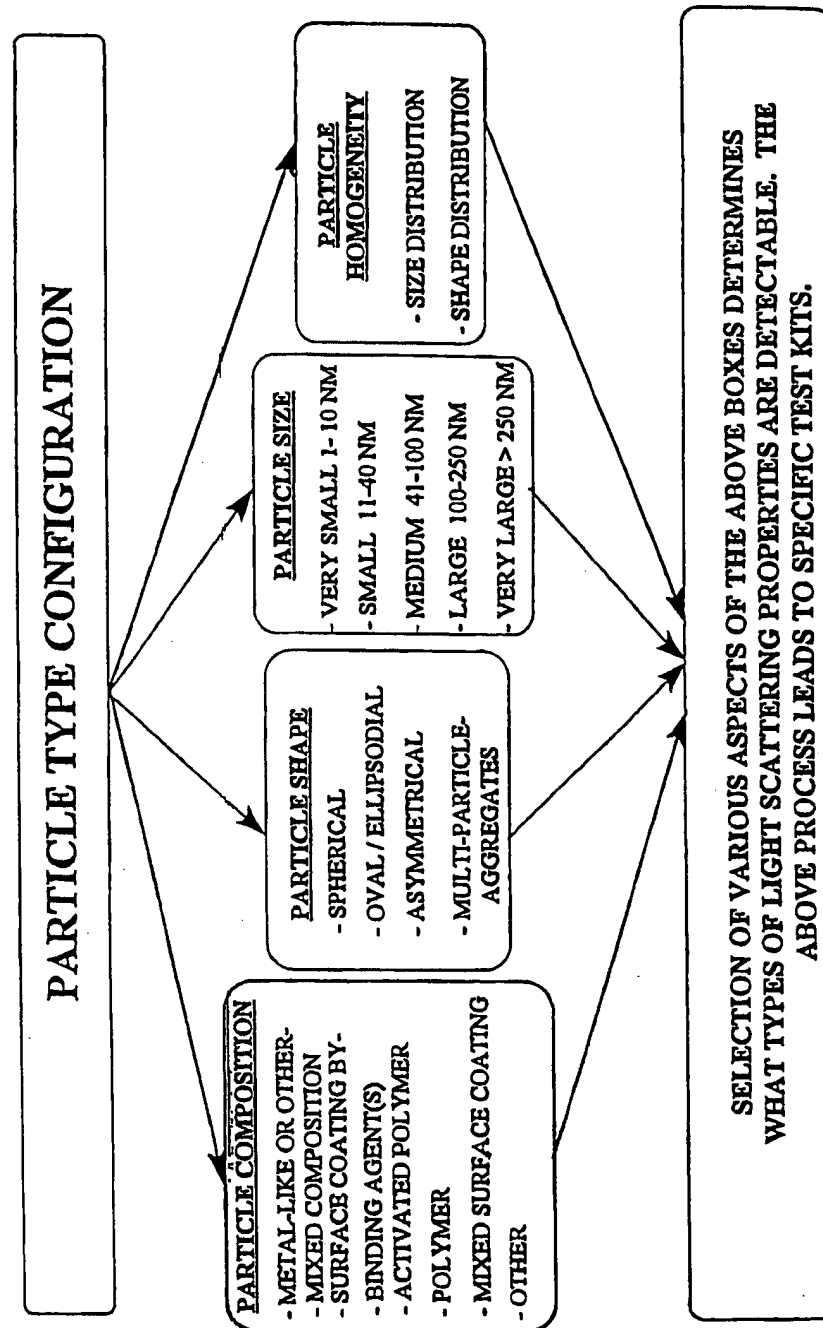 PARTICLE TYPE CONFIGURATION
PARTICLE COMPOSITION
- METAL-LIKE OR OTHER-
- MIXED COMPOSITION
- SURFACE COATING BY-
- BINDING AGENT(S)
- ACTIVATED POLYMER
- POLYMER
- MIXED SURFACE COATING
- OTHER
PARTICLE SHAPE
- SPHERICAL
- OVAL / ELLIPSODIAL
- ASYMMETRICAL
- MULTI-PARTICLE-
AGGREGATES
PARTICLE SIZE
- VERY SMALL 1- 10 NM
- SMALL 11-40 NM
- MEDIUM 41-100 NM
- LARGE 100-250 NM
- VERY LARGE > 250 NM
PARTICLE
HOMOGENEITY
- SIZE DISTRIBUTION
- SHAPE DISTRIBUTION
SELECTION OF VARIOUS ASPECTS OF THE ABOVE BOXES DETERMINES
WHAT TYPES OF LIGHT SCATTERING PROPERTIES ARE DETECTABLE. THE
ABOVE PROCESS LEADS TO SPECIFIC TEST KITS.